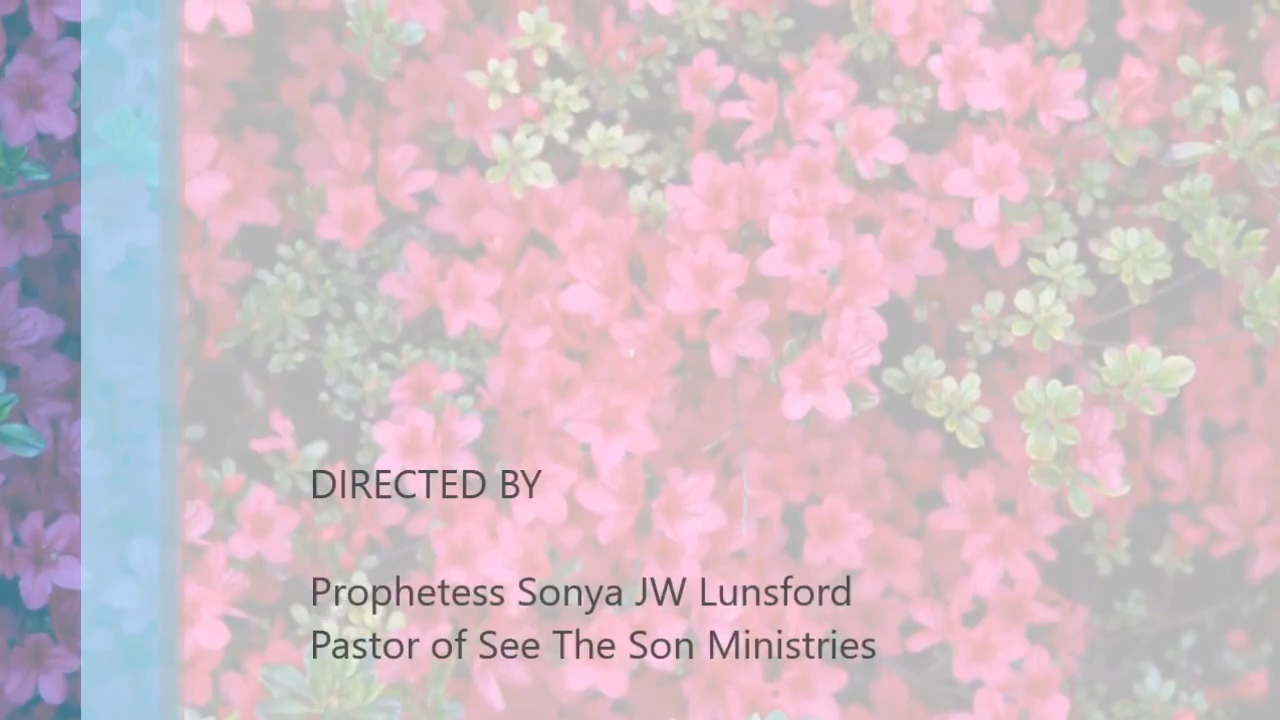 DIRECTED BY
Prophetess Sonya JW Lunsford
Pastor of See The Son Ministries